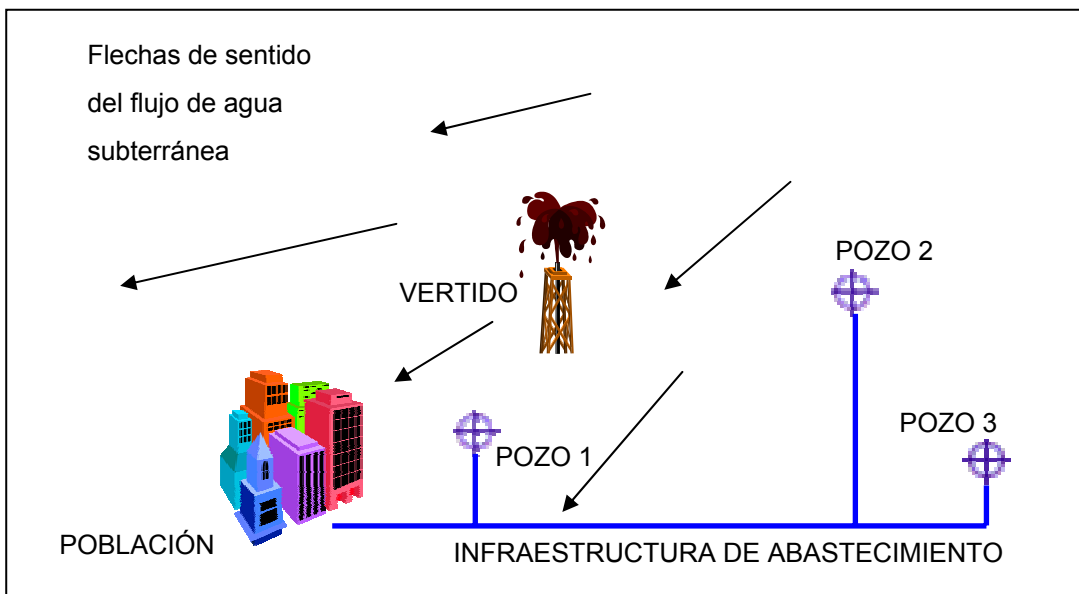 Flechas de sentido
del flujo de agua
subterránea
POZO 2
VERTIDO
POZO 3
POZO 1
POBLACIÓN
INFRAESTRUCTURA DE ABASTECIMIENTO